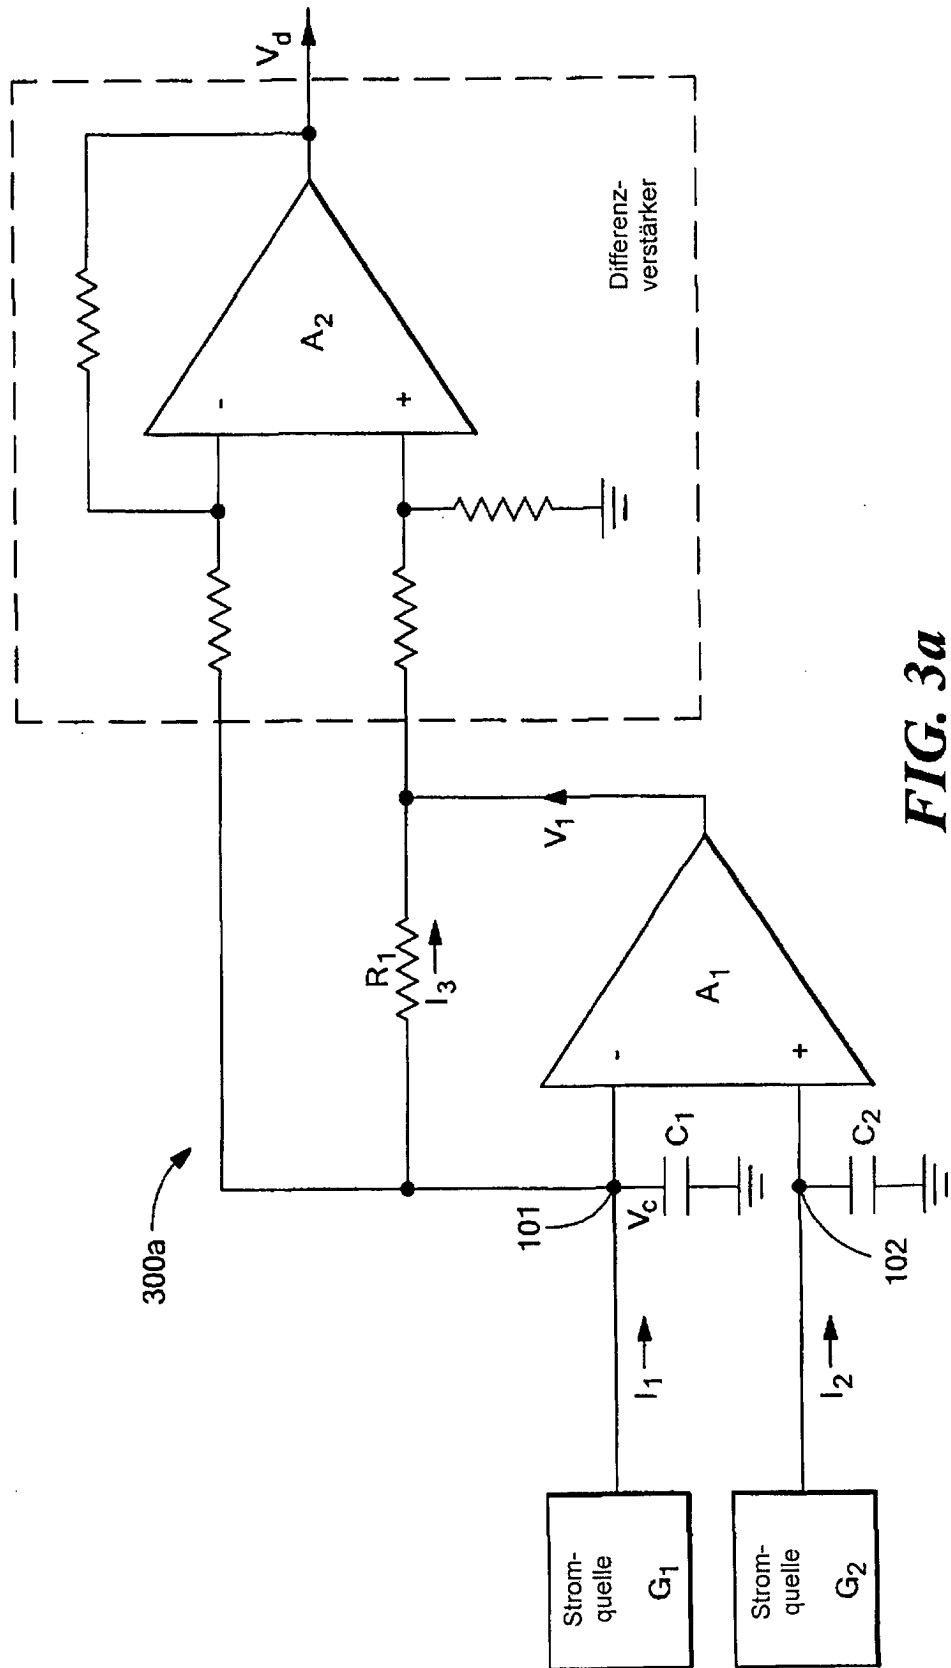 300a
V_d
A_2
-
+
Differenz-
verstärker
R_1
I_3
V_1
A_1
-
+
101
V_c
C_1
102
C_2
I_1
I_2
Strom-
quelle
G_1
Strom-
quelle
G_2
FIG. 3a